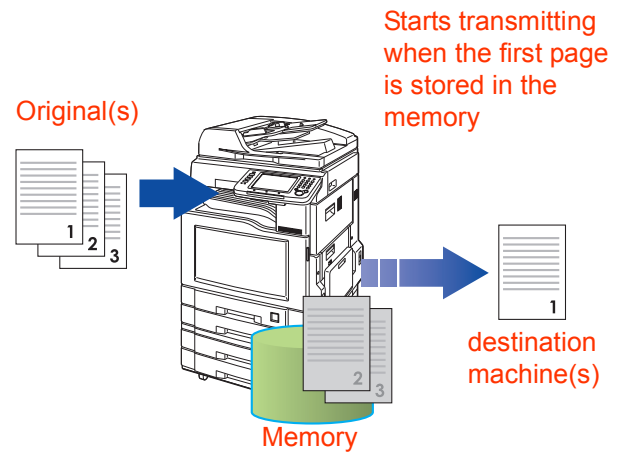 Starts transmitting
when the first page
is stored in the
memory
Original(s)
1
2
3
1
destination
machine(s)
2
3
Memory